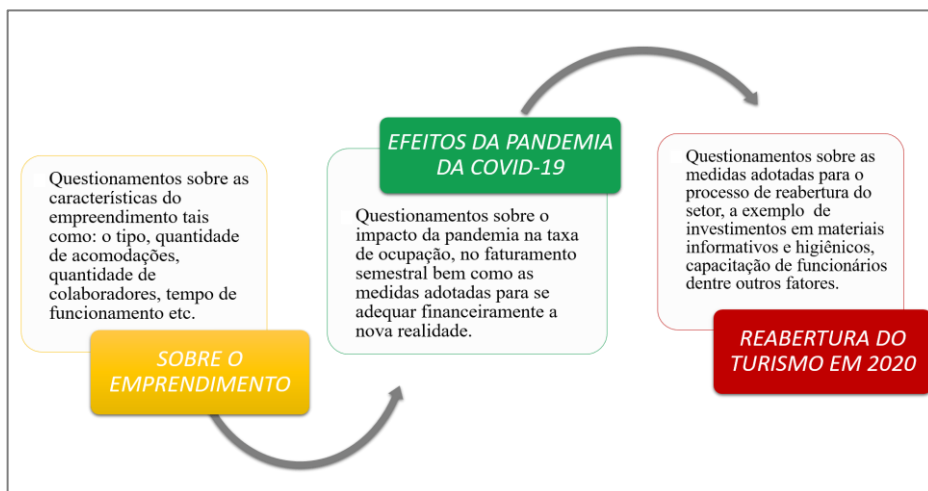 Questionamentos sobre as
características do
empreendimento tais
como: o tipo, quantidade
de acomodações,
quantidade de
colaboradores, tempo de
funcionamento etc.
SOBRE O
EMPRENDIMENTO
EFEITOS DA PANDEMIA
DA COVID-19
Questionamentos sobre o
impacto da pandemia na taxa
de ocupação, no faturamento
semestral bem como as
medidas adotadas para se
adequar financeiramente a
nova realidade.
Questionamentos sobre as
medidas adotadas para o
processo de reabertura do
setor, a exemplo de
investimentos em materiais
informativos e higiênicos,
capacitação de funcionários
dentre outros fatores.
REABERTURA DO
TURISMO EM 2020